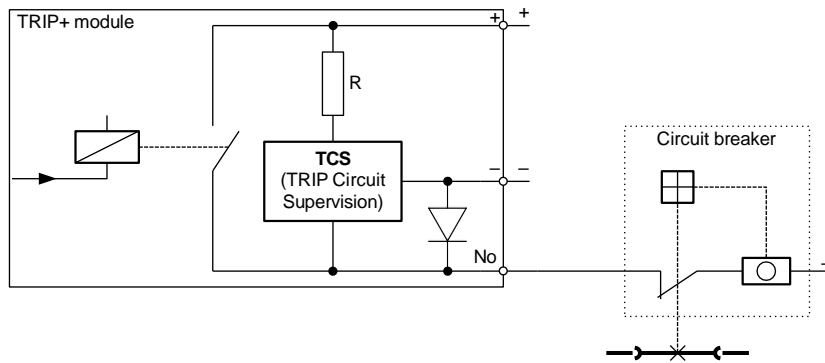 TRIP+ module
+ +
R
TCS
(TRIP Circuit
Supervision)
– –
No
Circuit breaker
–